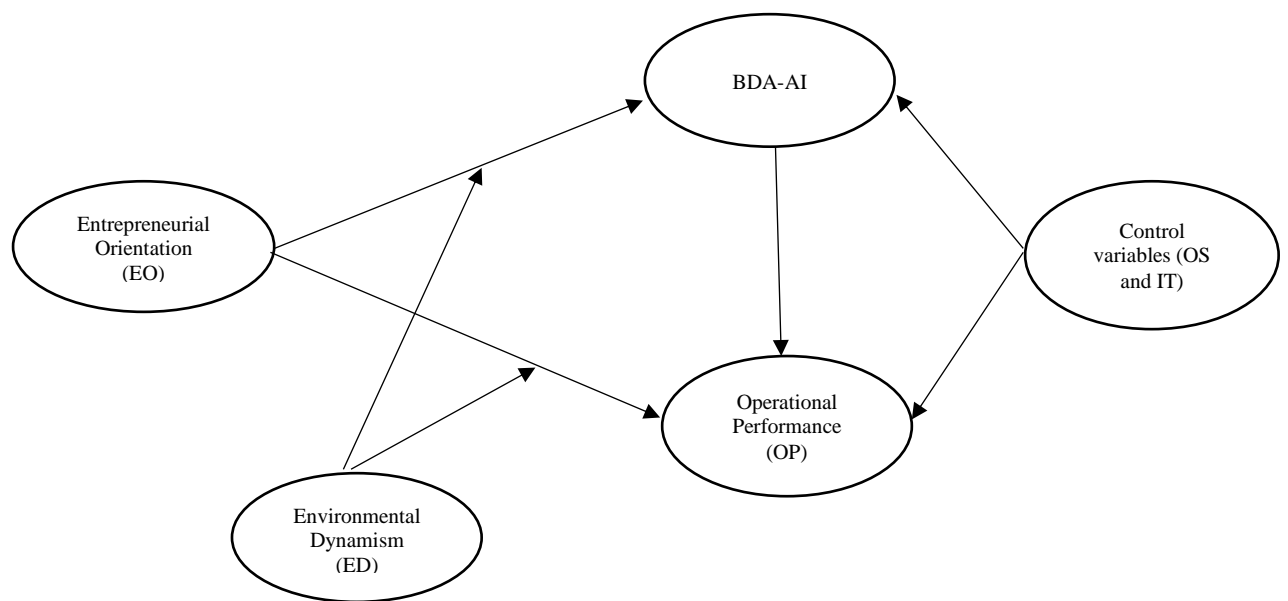 BDA-AI
Entrepreneurial
Orientation
(EO)
Control
variables (OS
and IT)
Operational
Performance
(OP)
Environmental
Dynamism
(ED)